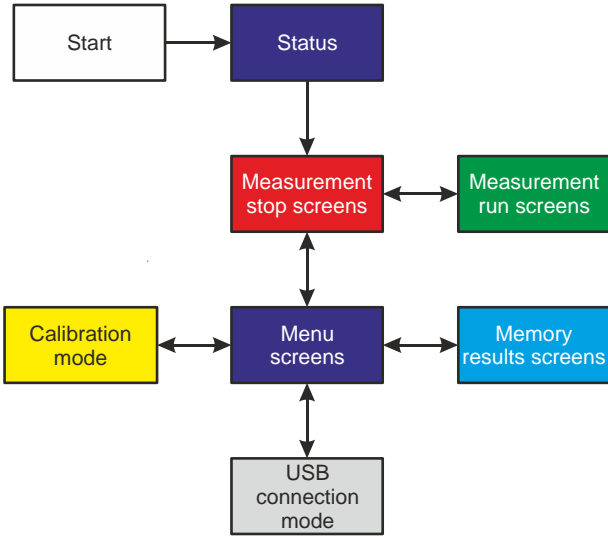 Start
Status
Measurement
stop screens
Measurement
run screens
Calibration
mode
Menu
screens
Memory
results screens
USB
connection
mode